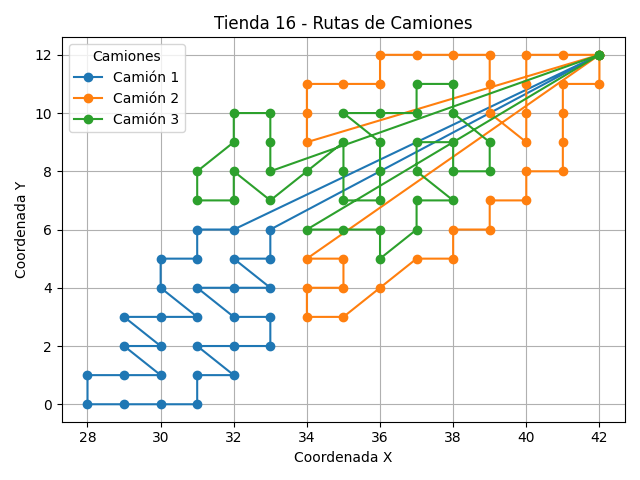 Tienda 16 - Rutas de Camiones
Camiones
Camión 1
Camión 2
Camión 3
Coordenada Y
12
10
8
6
4
2
0
28 30 32 34 36 38 40 42
Coordenada X